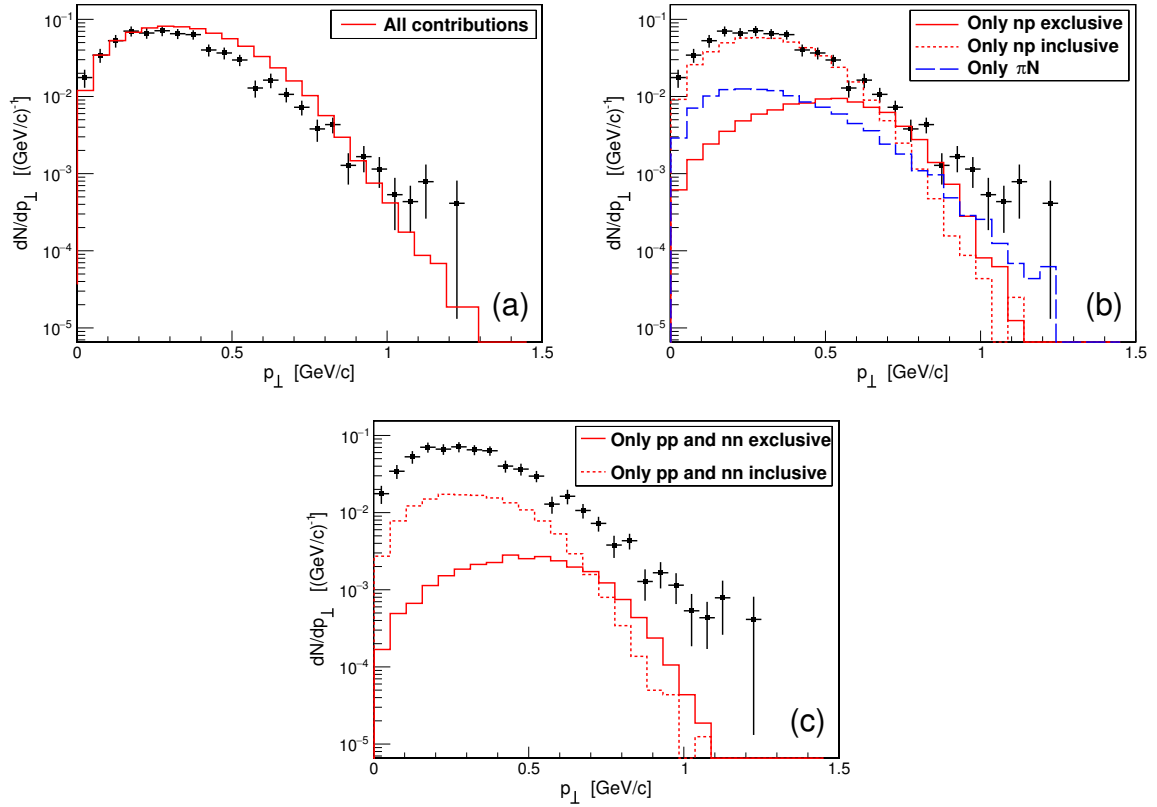 All contributions
(a)
dN/dp⊥ [(GeV/c)⁻¹]
10⁻¹
10⁻²
10⁻³
10⁻⁴
10⁻⁵
0 0.5 1 1.5
p⊥ [GeV/c]
Only np exclusive
Only np inclusive
Only πN
(b)
dN/dp⊥ [(GeV/c)⁻¹]
10⁻¹
10⁻²
10⁻³
10⁻⁴
10⁻⁵
0 0.5 1 1.5
p⊥ [GeV/c]
Only pp and nn exclusive
Only pp and nn inclusive
(c)
dN/dp⊥ [(GeV/c)⁻¹]
10⁻¹
10⁻²
10⁻³
10⁻⁴
10⁻⁵
0 0.5 1 1.5
p⊥ [GeV/c]